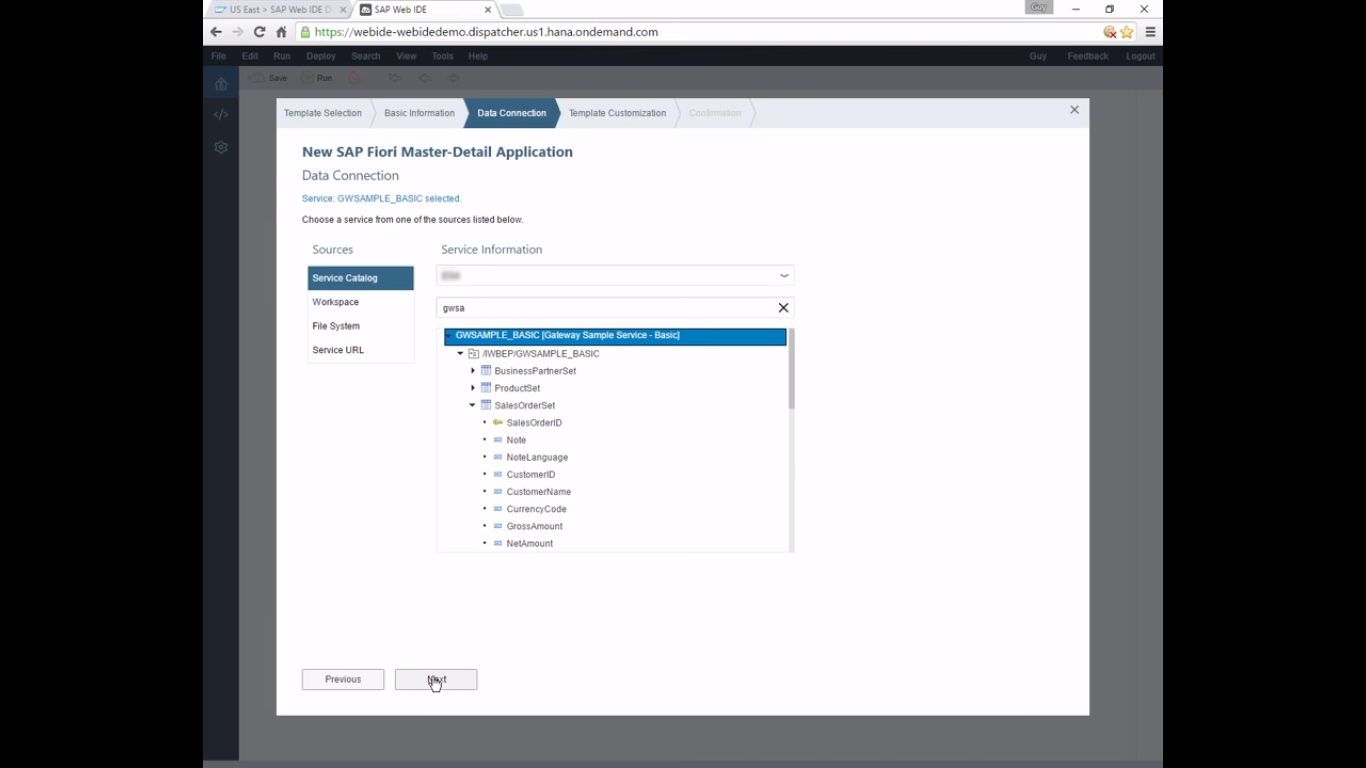 US East > SAP Web IDE D
SAP Web IDE
Guy
https://webide-webidedemo.dispatcher.us1.hana.ondemand.com
File Edit Run Deploy Search View Tools Help Guy Feedback Logout
Save Run
Template Selection Basic Information Data Connection Template Customization Confirmation
New SAP Fiori Master-Detail Application
Data Connection
Service: GWSAMPLE_BASIC selected.
Choose a service from one of the sources listed below.
Sources
Service Catalog
Workspace
File System
Service URL
Service Information
gwsa
GWSAMPLE_BASIC [Gateway Sample Service - Basic]
/IWBEP/GWSAMPLE_BASIC
BusinessPartnerSet
ProductSet
SalesOrderSet
SalesOrderID
Note
NoteLanguage
CustomerID
CustomerName
CurrencyCode
GrossAmount
NetAmount
Previous Next